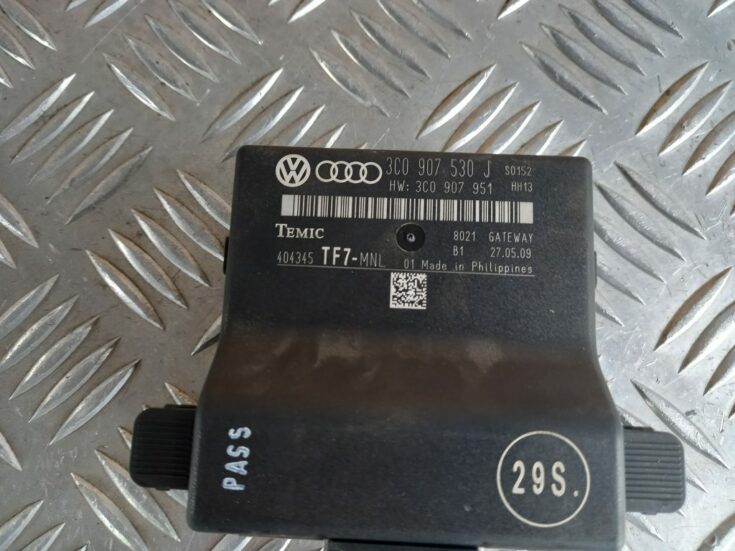 3C0 907 530 J S0152
HW: 3C0 907 951 HH13
TEMIC
8021 GATEWAY
B1 27.05.09
404345 TF7-MNL 01 Made in Philippines
PASS
29S.